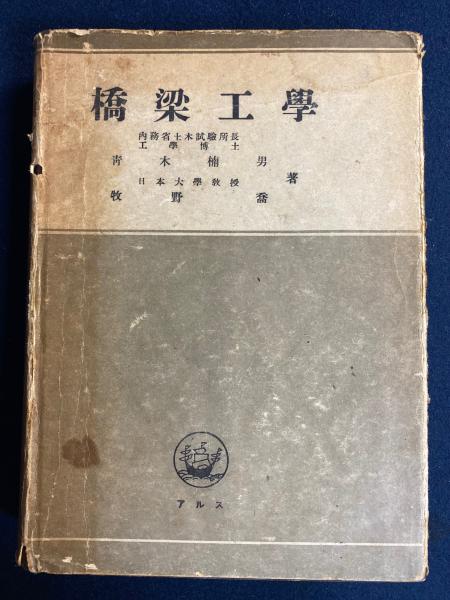 橋梁工學
内務省土木試驗所長
工學博士
青木楠男
日本大學教授
著
牧野喬
アルス